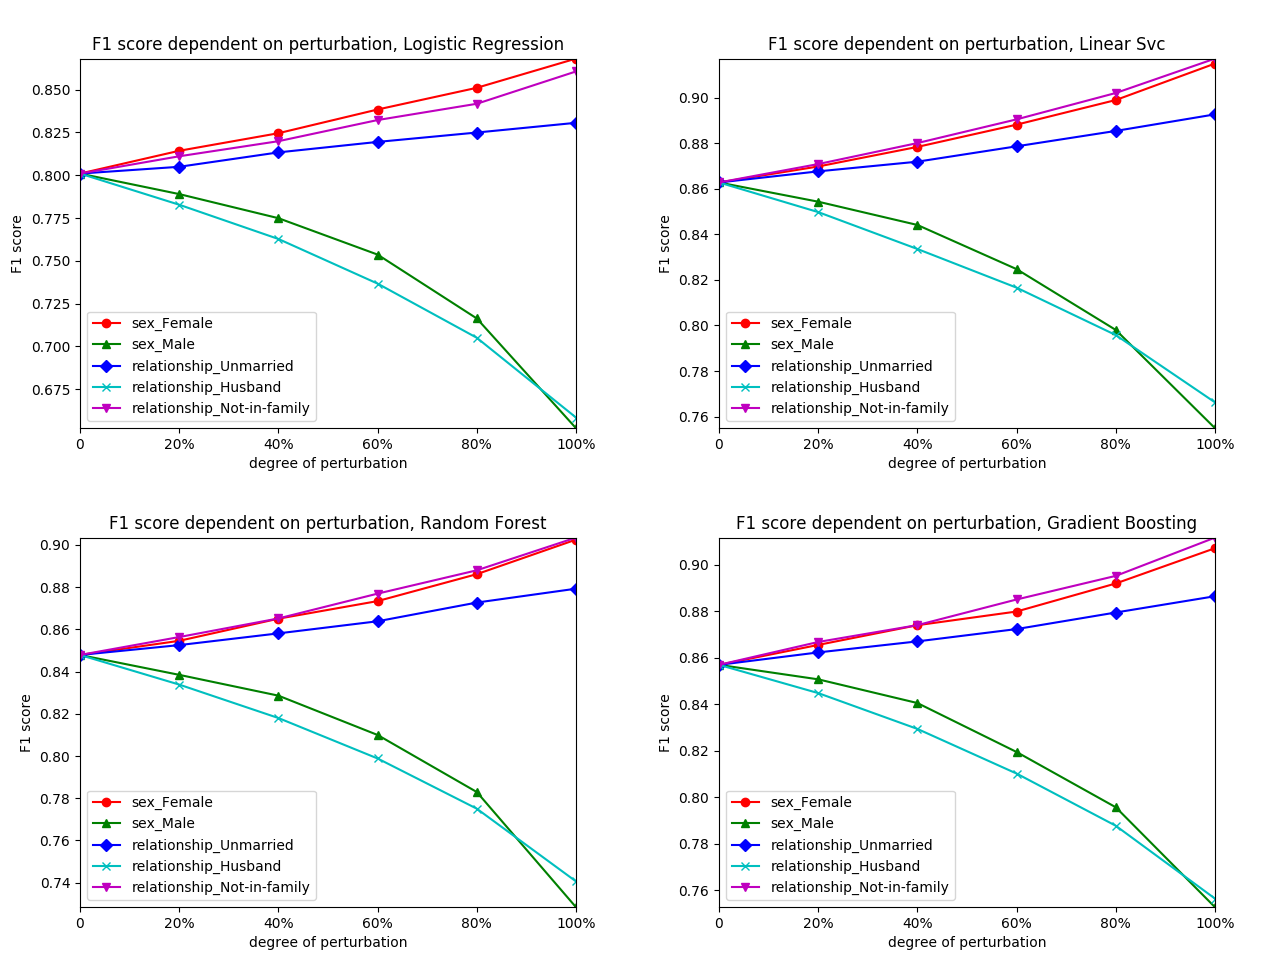 F1 score dependent on perturbation, Logistic Regression
0.850
0.825
0.800
0.775
0.750
0.725
0.700
0.675
F1 score
sex_Female
sex_Male
relationship_Unmarried
relationship_Husband
relationship_Not-in-family
0 20% 40% 60% 80% 100%
degree of perturbation
F1 score dependent on perturbation, Linear Svc
0.90
0.88
0.86
0.84
0.82
0.80
0.78
0.76
F1 score
sex_Female
sex_Male
relationship_Unmarried
relationship_Husband
relationship_Not-in-family
0 20% 40% 60% 80% 100%
degree of perturbation
F1 score dependent on perturbation, Random Forest
0.90
0.88
0.86
0.84
0.82
0.80
0.78
0.76
0.74
F1 score
sex_Female
sex_Male
relationship_Unmarried
relationship_Husband
relationship_Not-in-family
0 20% 40% 60% 80% 100%
degree of perturbation
F1 score dependent on perturbation, Gradient Boosting
0.90
0.88
0.86
0.84
0.82
0.80
0.78
0.76
F1 score
sex_Female
sex_Male
relationship_Unmarried
relationship_Husband
relationship_Not-in-family
0 20% 40% 60% 80% 100%
degree of perturbation